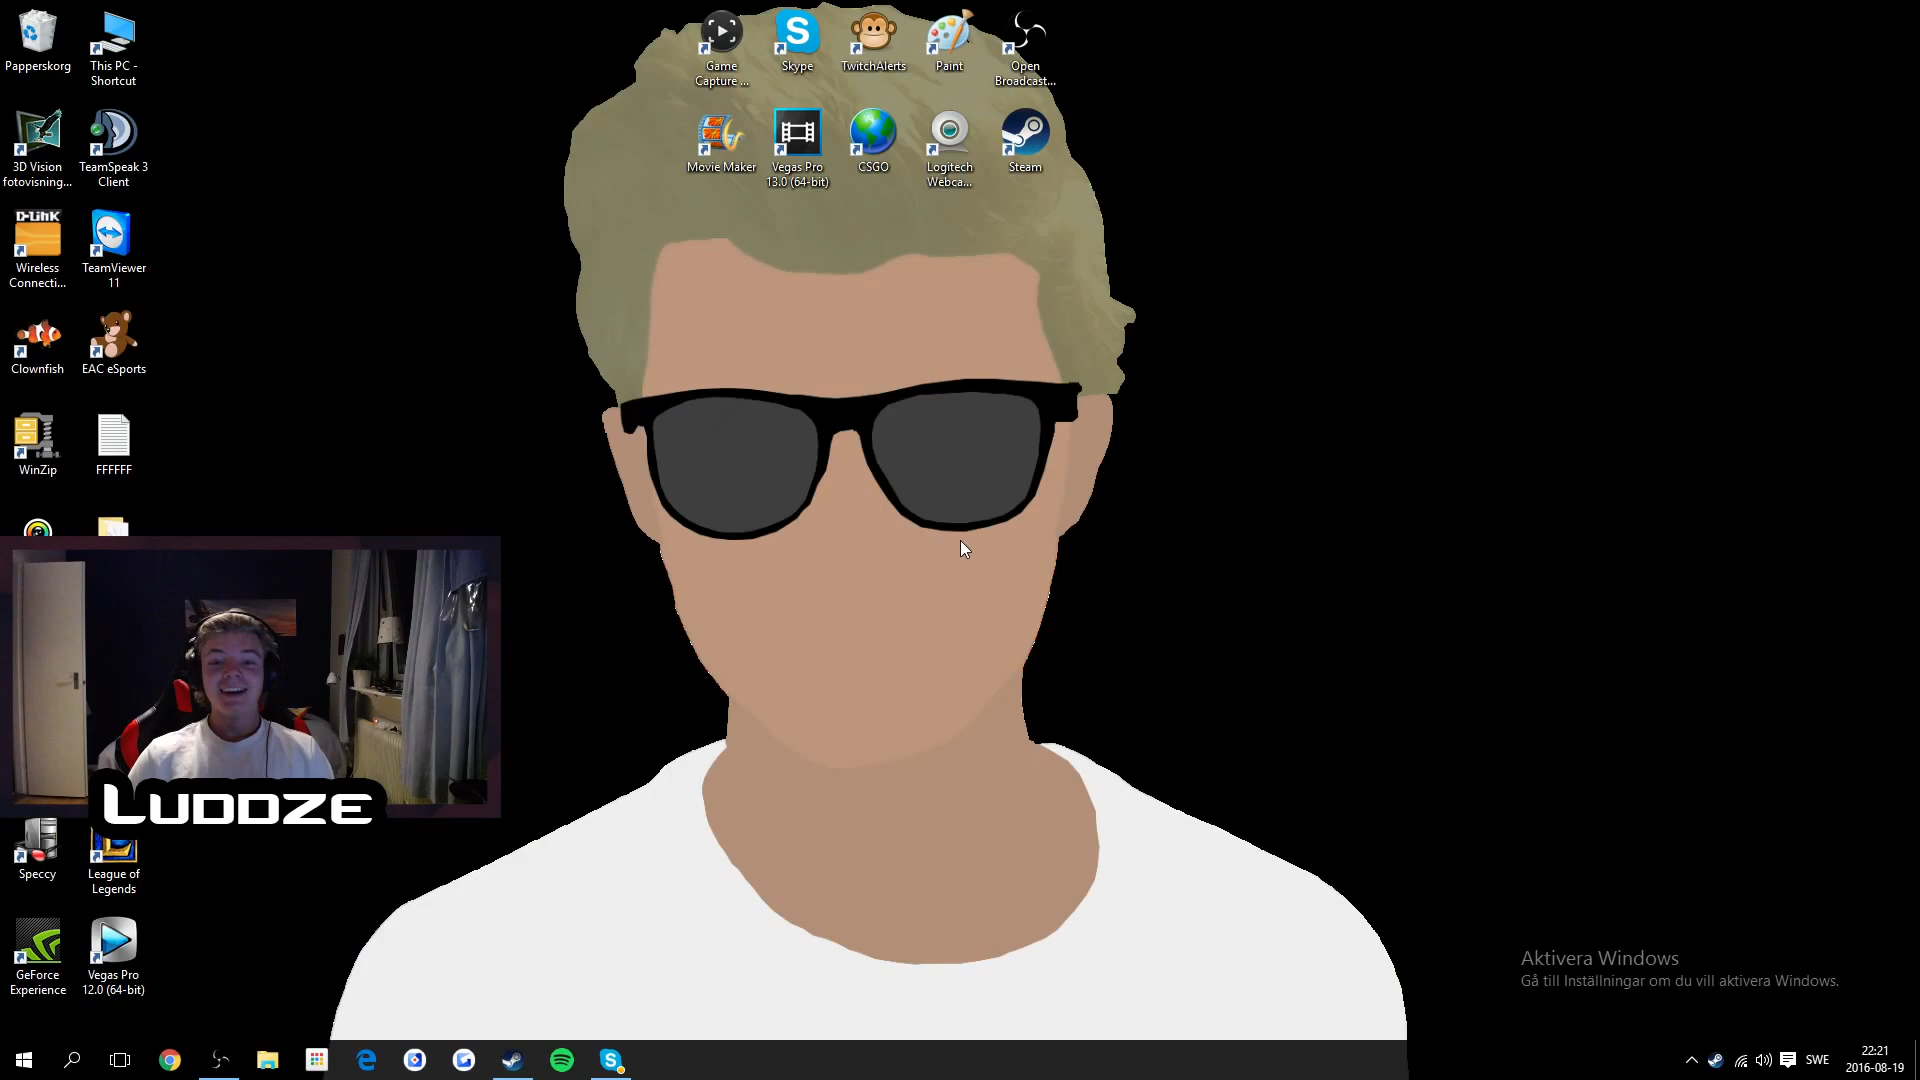 Papperskorg
This PC -
Shortcut
3D Vision
fotovisning...
TeamSpeak 3
Client
D-Link
Wireless
Connecti...
TeamViewer
11
Clownfish
EAC eSports
WinZip
FFFFFF
Game
Capture ...
Skype
TwitchAlerts
Paint
Open
Broadcast...
Movie Maker
Vegas Pro
13.0 (64-bit)
CSGO
Logitech
Webca...
Steam
Luddze
Speccy
League of
Legends
GeForce
Experience
Vegas Pro
12.0 (64-bit)
Aktivera Windows
Gå till Inställningar om du vill aktivera Windows.
SWE
22:21
2016-08-19